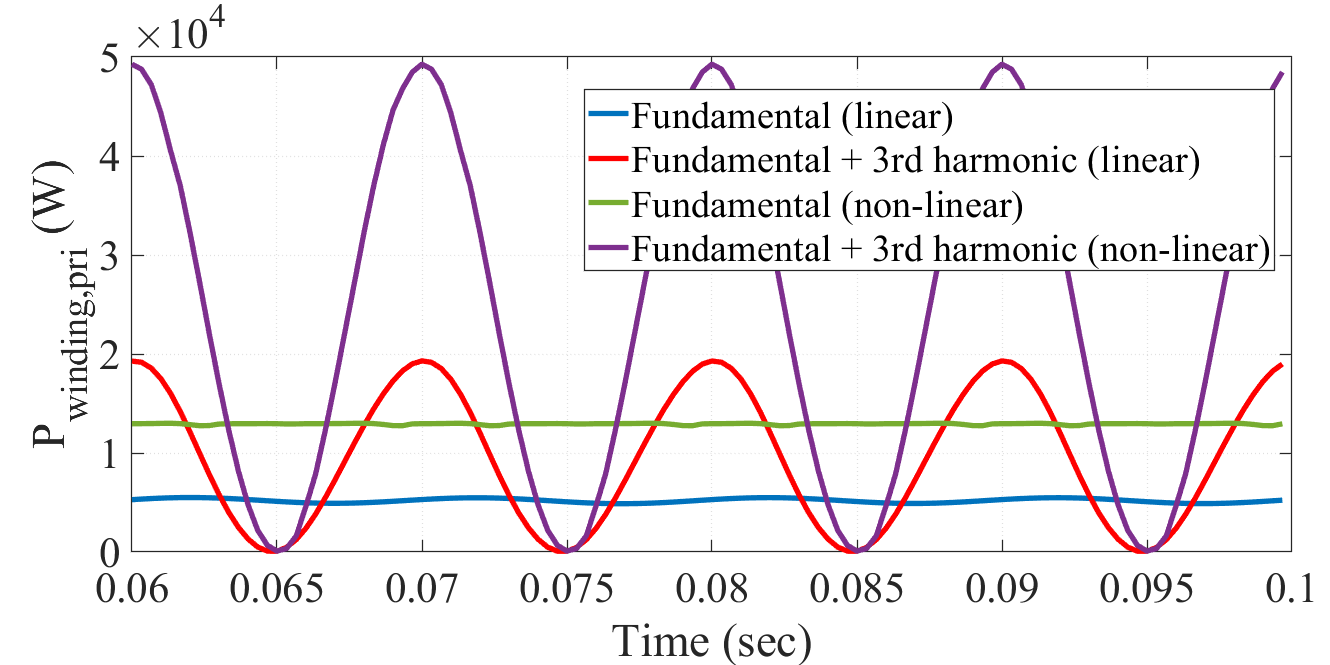 ×10^4
P_winding,pri (W)
5
4
3
2
1
0
Fundamental (linear)
Fundamental + 3rd harmonic (linear)
Fundamental (non-linear)
Fundamental + 3rd harmonic (non-linear)
0.06 0.065 0.07 0.075 0.08 0.085 0.09 0.095 0.1
Time (sec)